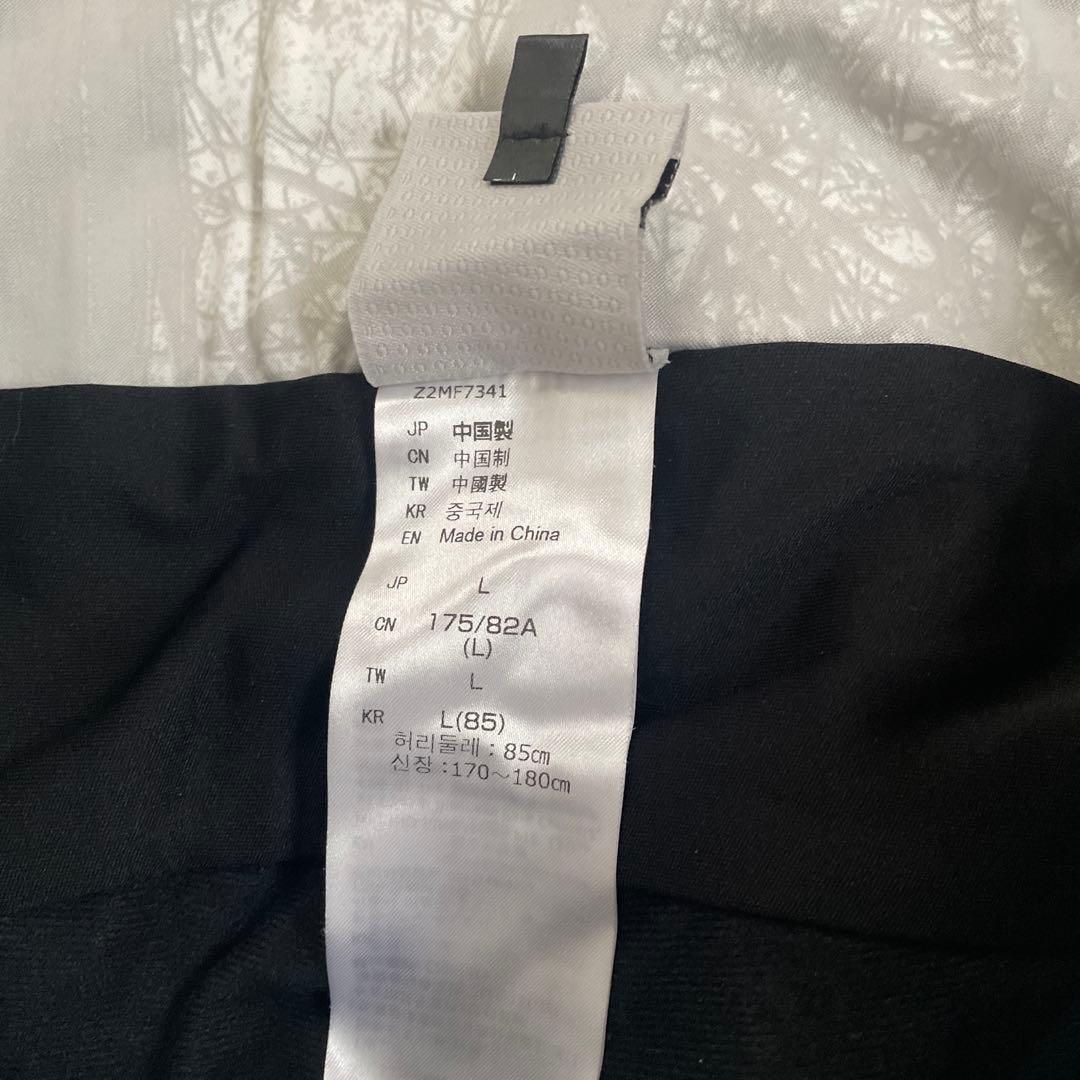 Z2MF7341
JP 中国製
CN 中国制
TW 中國製
KR 중국제
EN Made in China
JP L
CN 175/82A
(L)
TW L
KR L(85)
허리둘레 : 85㎝
신장 :170～180㎝